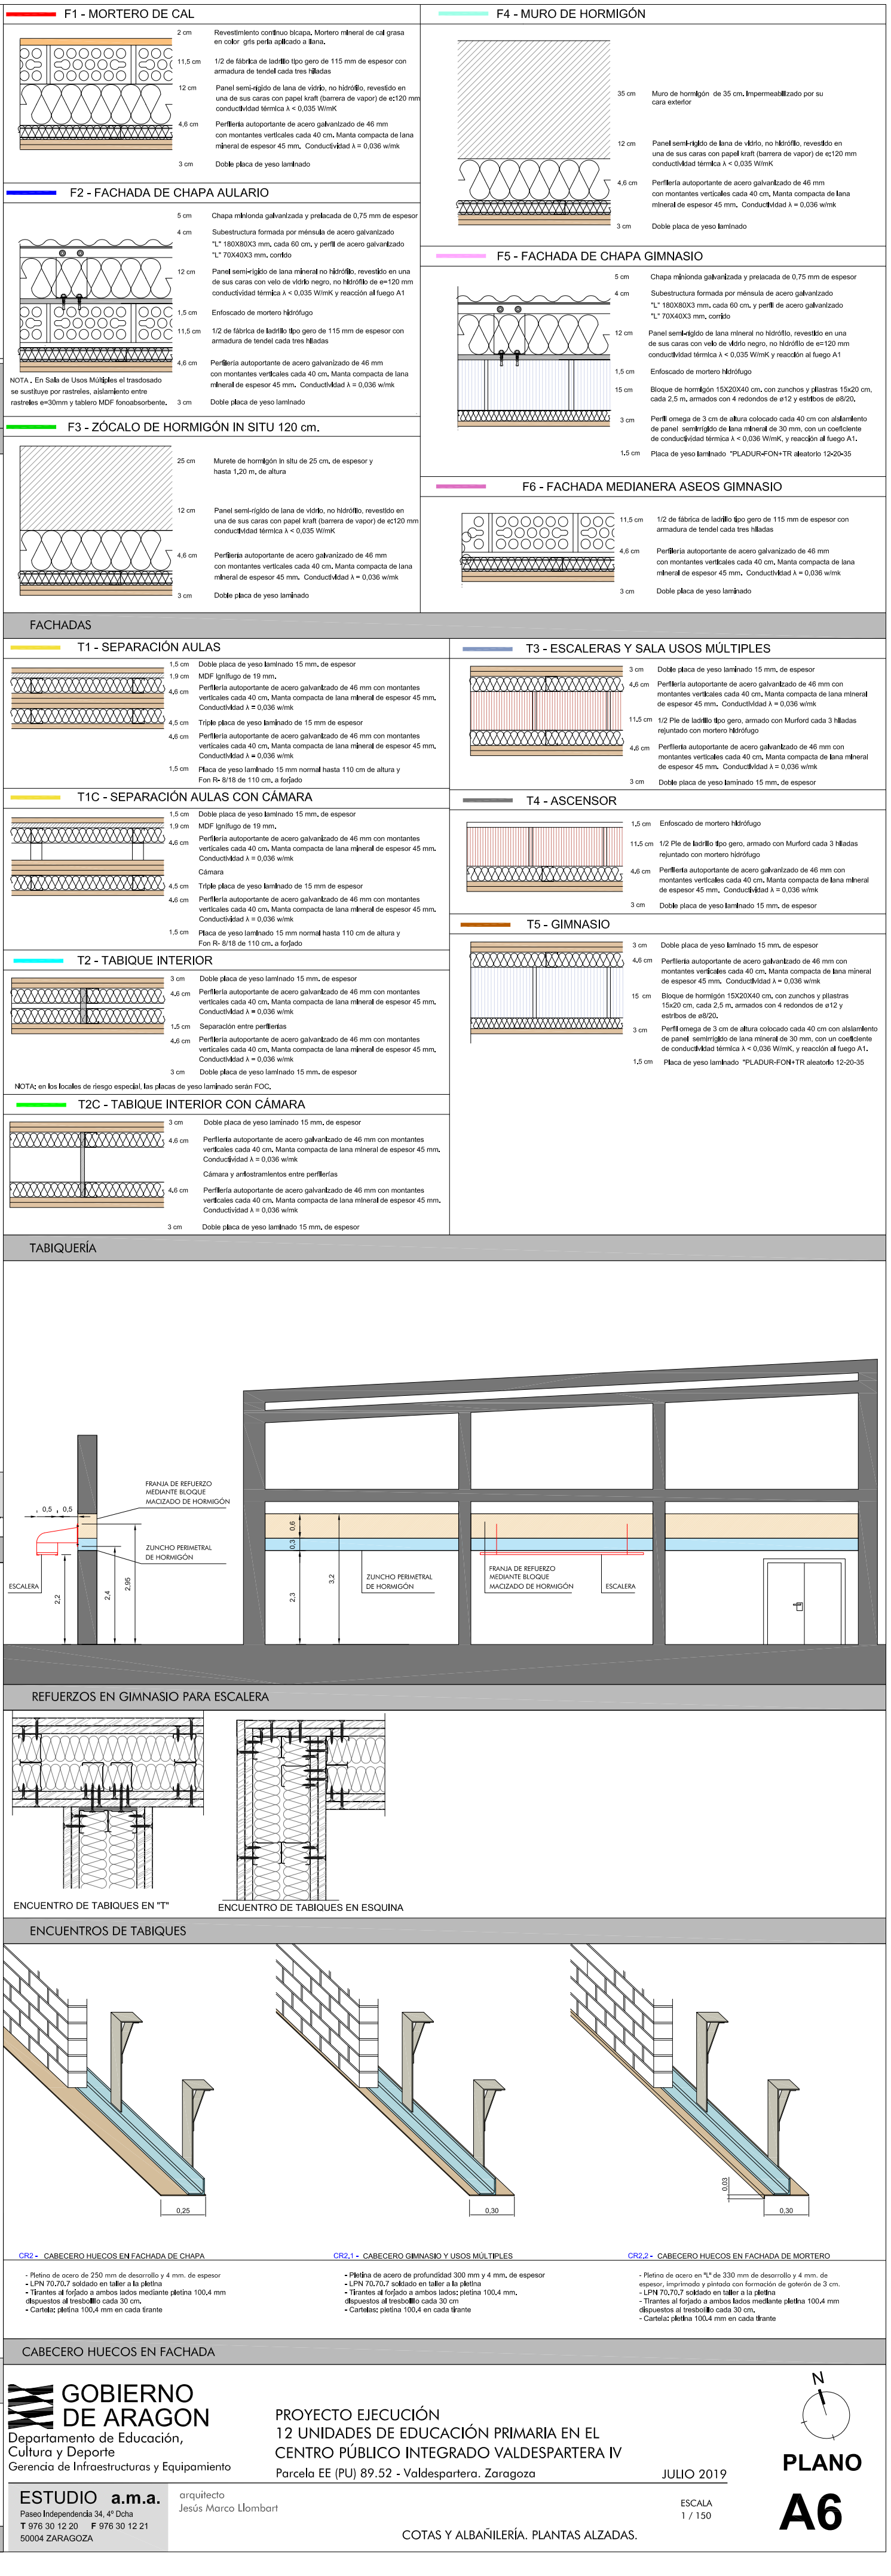 F1 - MORTERO DE CAL
2 cm Revestimiento continuo bicapa. Mortero mineral de cal grasa
en color gris perla aplicado a llana.
11,5 cm 1/2 de fábrica de ladrillo tipo gero de 115 mm de espesor con
armadura de tendel cada tres hiladas
12 cm Panel semi-rígido de lana de vidrio, no hidrófilo, revestido en
una de sus caras con papel kraft (barrera de vapor) de e:120 mm
conductividad térmica λ < 0,035 W/mK
4,6 cm Perfilería autoportante de acero galvanizado de 46 mm
con montantes verticales cada 40 cm. Manta compacta de lana
mineral de espesor 45 mm. Conductividad λ = 0,036 w/mk
3 cm Doble placa de yeso laminado
F2 - FACHADA DE CHAPA AULARIO
5 cm Chapa minionda galvanizada y prelacada de 0,75 mm de espesor
4 cm Subestructura formada por ménsula de acero galvanizado
"L" 180X80X3 mm. cada 60 cm. y perfil de acero galvanizado
"L" 70X40X3 mm. corrido
12 cm Panel semi-rígido de lana mineral no hidrófilo, revestido en una
de sus caras con velo de vidrio negro, no hidrófilo de e=120 mm
conductividad térmica λ < 0,035 W/mK y reacción al fuego A1
1,5 cm Enfoscado de mortero hidrófugo
11,5 cm 1/2 de fábrica de ladrillo tipo gero de 115 mm de espesor con
armadura de tendel cada tres hiladas
4,6 cm Perfilería autoportante de acero galvanizado de 46 mm
con montantes verticales cada 40 cm. Manta compacta de lana
mineral de espesor 45 mm. Conductividad λ = 0,036 w/mk
3 cm Doble placa de yeso laminado
NOTA . En Sala de Usos Múltiples el trasdosado
se sustituye por rastreles, aislamiento entre
rastreles e=30mm y tablero MDF fonoabsorbente.
F3 - ZÓCALO DE HORMIGÓN IN SITU 120 cm.
25 cm Murete de hormigón in situ de 25 cm. de espesor y
hasta 1,20 m. de altura
12 cm Panel semi-rígido de lana de vidrio, no hidrófilo, revestido en
una de sus caras con papel kraft (barrera de vapor) de e:120 mm
conductividad térmica λ < 0,035 W/mK
4,6 cm Perfilería autoportante de acero galvanizado de 46 mm
con montantes verticales cada 40 cm. Manta compacta de lana
mineral de espesor 45 mm. Conductividad λ = 0,036 w/mk
3 cm Doble placa de yeso laminado
F4 - MURO DE HORMIGÓN
35 cm Muro de hormigón de 35 cm. Impermeabilizado por su
cara exterior
12 cm Panel semi-rígido de lana de vidrio, no hidrófilo, revestido en
una de sus caras con papel kraft (barrera de vapor) de e:120 mm
conductividad térmica λ < 0,035 W/mK
4,6 cm Perfilería autoportante de acero galvanizado de 46 mm
con montantes verticales cada 40 cm. Manta compacta de lana
mineral de espesor 45 mm. Conductividad λ = 0,036 w/mk
3 cm Doble placa de yeso laminado
F5 - FACHADA DE CHAPA GIMNASIO
5 cm Chapa minionda galvanizada y prelacada de 0,75 mm de espesor
4 cm Subestructura formada por ménsula de acero galvanizado
"L" 180X80X3 mm. cada 60 cm. y perfil de acero galvanizado
"L" 70X40X3 mm. corrido
12 cm Panel semi-rígido de lana mineral no hidrófilo, revestido en una
de sus caras con velo de vidrio negro, no hidrófilo de e=120 mm
conductividad térmica λ < 0,035 W/mK y reacción al fuego A1
1,5 cm Enfoscado de mortero hidrófugo
15 cm Bloque de hormigón 15X20X40 cm. con zunchos y pilastras 15x20 cm,
cada 2,5 m, armados con 4 redondos de ø12 y estribos de ø8/20.
3 cm Perfil omega de 3 cm de altura colocado cada 40 cm con aislamiento
de panel semirrígido de lana mineral de 30 mm, con un coeficiente
de conductividad térmica λ < 0,036 W/mK, y reacción al fuego A1.
1.5 cm Placa de yeso laminado "PLADUR-FON+TR aleatorio 12-20-35
F6 - FACHADA MEDIANERA ASEOS GIMNASIO
11,5 cm 1/2 de fábrica de ladrillo tipo gero de 115 mm de espesor con
armadura de tendel cada tres hiladas
4,6 cm Perfilería autoportante de acero galvanizado de 46 mm
con montantes verticales cada 40 cm. Manta compacta de lana
mineral de espesor 45 mm. Conductividad λ = 0,036 w/mk
3 cm Doble placa de yeso laminado
FACHADAS
T1 - SEPARACIÓN AULAS
1,5 cm Doble placa de yeso laminado 15 mm. de espesor
1,9 cm MDF Ignífugo de 19 mm.
4,6 cm Perfilería autoportante de acero galvanizado de 46 mm con montantes
verticales cada 40 cm. Manta compacta de lana mineral de espesor 45 mm.
Conductividad λ = 0,036 w/mk
4,5 cm Triple placa de yeso laminado de 15 mm de espesor
4,6 cm Perfilería autoportante de acero galvanizado de 46 mm con montantes
verticales cada 40 cm. Manta compacta de lana mineral de espesor 45 mm.
Conductividad λ = 0,036 w/mk
1,5 cm Placa de yeso laminado 15 mm normal hasta 110 cm de altura y
Fon R- 8/18 de 110 cm. a forjado
T1C - SEPARACIÓN AULAS CON CÁMARA
1,5 cm Doble placa de yeso laminado 15 mm. de espesor
1,9 cm MDF Ignífugo de 19 mm.
4,6 cm Perfilería autoportante de acero galvanizado de 46 mm con montantes
verticales cada 40 cm. Manta compacta de lana mineral de espesor 45 mm.
Conductividad λ = 0,036 w/mk
Cámara
4,5 cm Triple placa de yeso laminado de 15 mm de espesor
4,6 cm Perfilería autoportante de acero galvanizado de 46 mm con montantes
verticales cada 40 cm. Manta compacta de lana mineral de espesor 45 mm.
Conductividad λ = 0,036 w/mk
1,5 cm Placa de yeso laminado 15 mm normal hasta 110 cm de altura y
Fon R- 8/18 de 110 cm. a forjado
T2 - TABIQUE INTERIOR
3 cm Doble placa de yeso laminado 15 mm. de espesor
4,6 cm Perfilería autoportante de acero galvanizado de 46 mm con montantes
verticales cada 40 cm. Manta compacta de lana mineral de espesor 45 mm.
Conductividad λ = 0,036 w/mk
1,5 cm Separación entre perfilerías
4,6 cm Perfilería autoportante de acero galvanizado de 46 mm con montantes
verticales cada 40 cm. Manta compacta de lana mineral de espesor 45 mm.
Conductividad λ = 0,036 w/mk
3 cm Doble placa de yeso laminado 15 mm. de espesor
NOTA: en los locales de riesgo especial, las placas de yeso laminado serán FOC.
T2C - TABIQUE INTERIOR CON CÁMARA
3 cm Doble placa de yeso laminado 15 mm. de espesor
4,6 cm Perfilería autoportante de acero galvanizado de 46 mm con montantes
verticales cada 40 cm. Manta compacta de lana mineral de espesor 45 mm.
Conductividad λ = 0,036 w/mk
Cámara y arriostramientos entre perfilerías
4,6 cm Perfilería autoportante de acero galvanizado de 46 mm con montantes
verticales cada 40 cm. Manta compacta de lana mineral de espesor 45 mm.
Conductividad λ = 0,036 w/mk
3 cm Doble placa de yeso laminado 15 mm. de espesor
T3 - ESCALERAS Y SALA USOS MÚLTIPLES
3 cm Doble placa de yeso laminado 15 mm. de espesor
4,6 cm Perfilería autoportante de acero galvanizado de 46 mm con
montantes verticales cada 40 cm. Manta compacta de lana mineral
de espesor 45 mm. Conductividad λ = 0,036 w/mk
11,5 cm 1/2 Pie de ladrillo tipo gero, armado con Murford cada 3 hiladas
rejuntado con mortero hidrófugo
4,6 cm Perfilería autoportante de acero galvanizado de 46 mm con
montantes verticales cada 40 cm. Manta compacta de lana mineral
de espesor 45 mm. Conductividad λ = 0,036 w/mk
3 cm Doble placa de yeso laminado 15 mm. de espesor
T4 - ASCENSOR
1,5 cm Enfoscado de mortero hidrófugo
11.5 cm 1/2 Pie de ladrillo tipo gero, armado con Murford cada 3 hiladas
rejuntado con mortero hidrófugo
4,6 cm Perfilería autoportante de acero galvanizado de 46 mm con
montantes verticales cada 40 cm. Manta compacta de lana mineral
de espesor 45 mm. Conductividad λ = 0,036 w/mk
3 cm Doble placa de yeso laminado 15 mm. de espesor
T5 - GIMNASIO
3 cm Doble placa de yeso laminado 15 mm. de espesor
4,6 cm Perfilería autoportante de acero galvanizado de 46 mm con
montantes verticales cada 40 cm. Manta compacta de lana mineral
de espesor 45 mm. Conductividad λ = 0,036 w/mk
15 cm Bloque de hormigón 15X20X40 cm. con zunchos y pilastras
15x20 cm, cada 2,5 m, armados con 4 redondos de ø12 y
estribos de ø8/20.
3 cm Perfil omega de 3 cm de altura colocado cada 40 cm con aislamiento
de panel semirrígido de lana mineral de 30 mm, con un coeficiente
de conductividad térmica λ < 0,036 W/mK, y reacción al fuego A1.
1,5 cm Placa de yeso laminado "PLADUR-FON+TR aleatorio 12-20-35
TABIQUERÍA
FRANJA DE REFUERZO
MEDIANTE BLOQUE
MACIZADO DE HORMIGÓN
0,5 0,5
ZUNCHO PERIMETRAL
DE HORMIGÓN
ESCALERA
2,2
2,4
2,95
0,6
0,3
2,3
3,2
ZUNCHO PERIMETRAL
DE HORMIGÓN
FRANJA DE REFUERZO
MEDIANTE BLOQUE
MACIZADO DE HORMIGÓN
ESCALERA
REFUERZOS EN GIMNASIO PARA ESCALERA
ENCUENTRO DE TABIQUES EN "T"
ENCUENTRO DE TABIQUES EN ESQUINA
ENCUENTROS DE TABIQUES
0,25
0,30
0,03
0,30
CR2 - CABECERO HUECOS EN FACHADA DE CHAPA
- Pletina de acero de 250 mm de desarrollo y 4 mm. de espesor
- LPN 70.70.7 soldado en taller a la pletina
- Tirantes al forjado a ambos lados mediante pletina 100.4 mm
dispuestos al tresbolillo cada 30 cm.
- Cartela: pletina 100.4 mm en cada tirante
CR2,1 - CABECERO GIMNASIO Y USOS MÚLTIPLES
- Pletina de acero de profundidad 300 mm y 4 mm. de espesor
- LPN 70.70.7 soldado en taller a la pletina
- Tirantes al forjado a ambos lados: pletina 100.4 mm.
dispuestos al tresbolillo cada 30 cm
- Cartelas: pletina 100.4 en cada tirante
CR2,2 - CABECERO HUECOS EN FACHADA DE MORTERO
- Pletina de acero en "L" de 330 mm de desarrollo y 4 mm. de
espesor, imprimada y pintada con formación de goterón de 3 cm.
- LPN 70.70.7 soldado en taller a la pletina
- Tirantes al forjado a ambos lados mediante pletina 100.4 mm
dispuestos al tresbolillo cada 30 cm.
- Cartela: pletina 100.4 mm en cada tirante
CABECERO HUECOS EN FACHADA
GOBIERNO
DE ARAGON
Departamento de Educación,
Cultura y Deporte
Gerencia de Infraestructuras y Equipamiento
PROYECTO EJECUCIÓN
12 UNIDADES DE EDUCACIÓN PRIMARIA EN EL
CENTRO PÚBLICO INTEGRADO VALDESPARTERA IV
Parcela EE (PU) 89.52 - Valdespartera. Zaragoza
JULIO 2019
N
PLANO
A6
ESTUDIO a.m.a.
Paseo Independencia 34, 4º Dcha
T 976 30 12 20 F 976 30 12 21
50004 ZARAGOZA
arquitecto
Jesús Marco Llombart
ESCALA
1 / 150
COTAS Y ALBAÑILERÍA. PLANTAS ALZADAS.